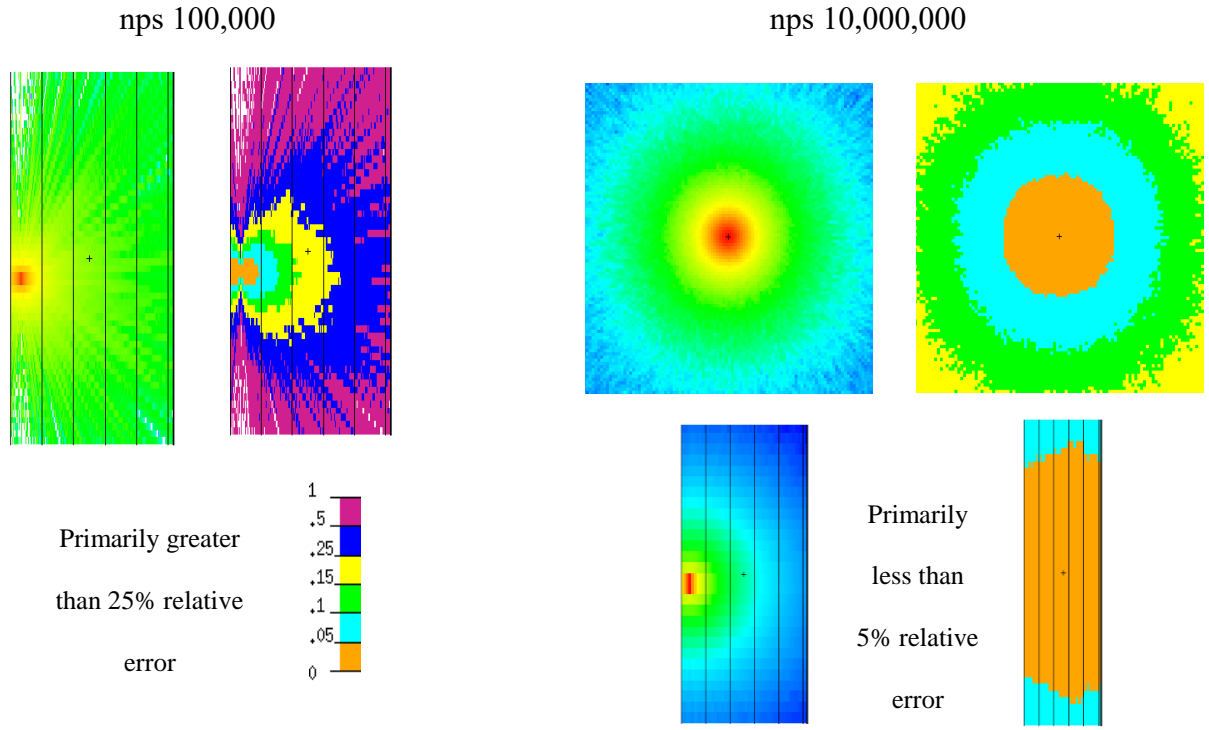 nps 100,000
nps 10,000,000
Primarily greater
than 25% relative
error
1
.5
.25
.15
.1
.05
0
Primarily
less than
5% relative
error